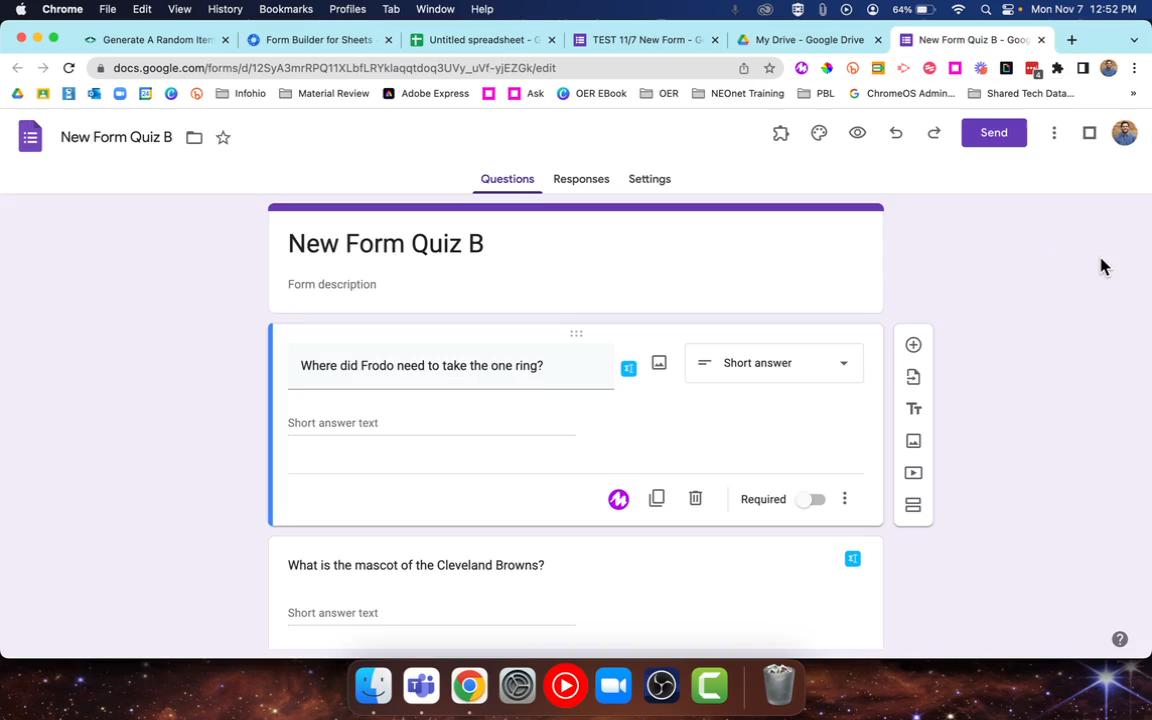 Chrome File Edit View History Bookmarks Profiles Tab Window Help 64% Mon Nov 7 12:52 PM
Generate A Random Item Form Builder for Sheets Untitled spreadsheet - G TEST 11/7 New Form - G My Drive - Google Drive New Form Quiz B - Goog
docs.google.com/forms/d/12SyA3mrRPQ11XLbfLRYklaqqtdoq3UVy_uVf-yjEZGk/edit 4
31 24 Infohio Material Review Adobe Express Ask OER EBook OER NEOnet Training PBL ChromeOS Admin... Shared Tech Data... »
New Form Quiz B Send
Questions Responses Settings
New Form Quiz B
Form description
Where did Frodo need to take the one ring? Short answer
Short answer text
Required
What is the mascot of the Cleveland Browns?
Short answer text